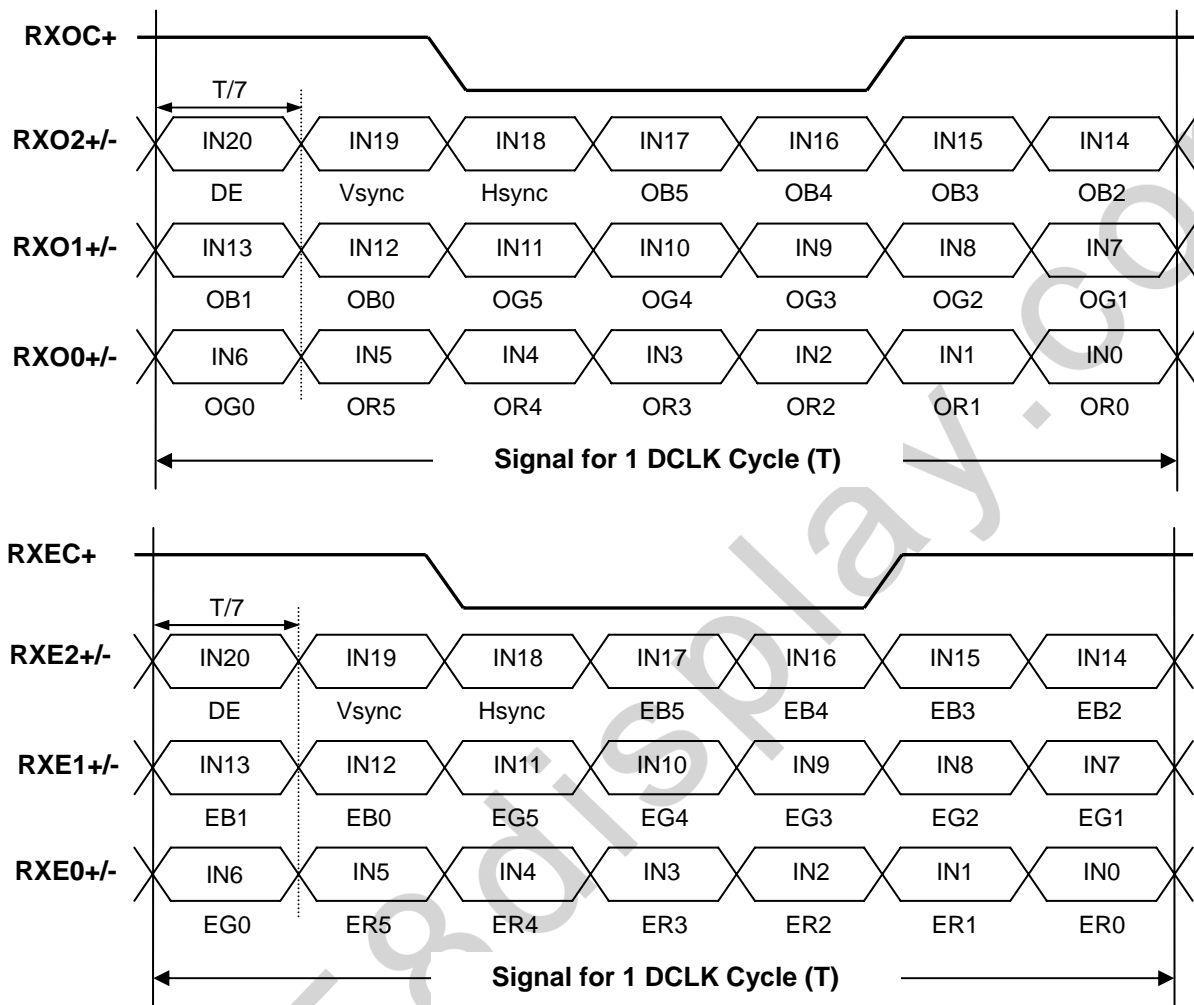 RXOC+
T/7
RXO2+/- IN20 IN19 IN18 IN17 IN16 IN15 IN14
DE Vsync Hsync OB5 OB4 OB3 OB2
RXO1+/- IN13 IN12 IN11 IN10 IN9 IN8 IN7
OB1 OB0 OG5 OG4 OG3 OG2 OG1
RXO0+/- IN6 IN5 IN4 IN3 IN2 IN1 IN0
OG0 OR5 OR4 OR3 OR2 OR1 OR0
Signal for 1 DCLK Cycle (T)
RXEC+
T/7
RXE2+/- IN20 IN19 IN18 IN17 IN16 IN15 IN14
DE Vsync Hsync EB5 EB4 EB3 EB2
RXE1+/- IN13 IN12 IN11 IN10 IN9 IN8 IN7
EB1 EB0 EG5 EG4 EG3 EG2 EG1
RXE0+/- IN6 IN5 IN4 IN3 IN2 IN1 IN0
EG0 ER5 ER4 ER3 ER2 ER1 ER0
Signal for 1 DCLK Cycle (T)